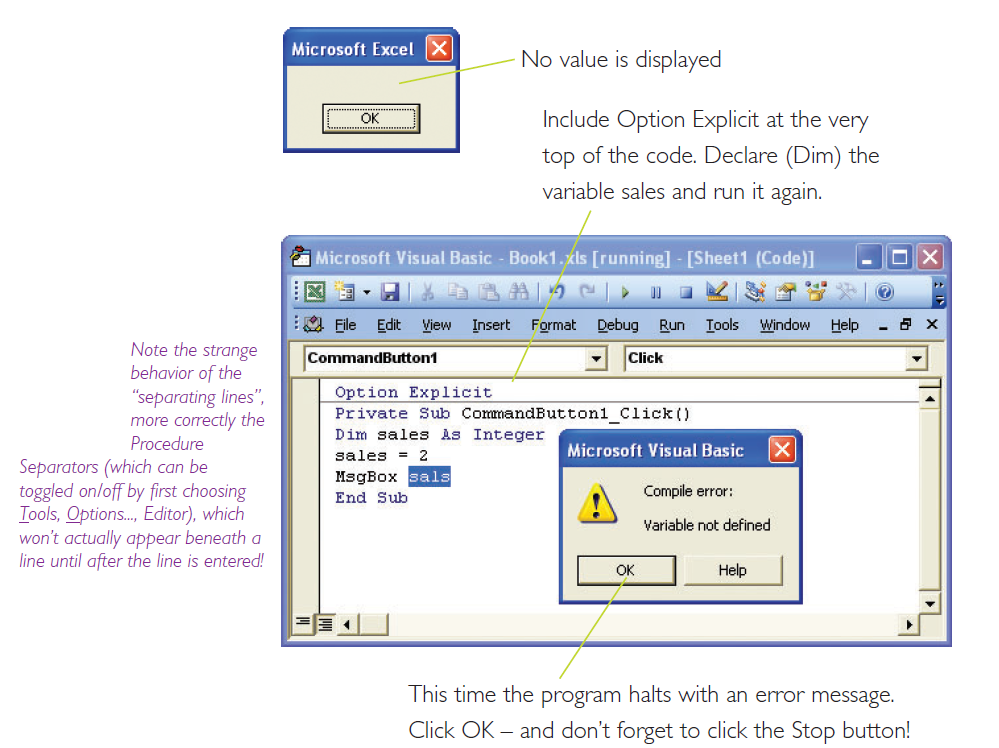 Microsoft Excel
OK
No value is displayed
Include Option Explicit at the very
top of the code. Declare (Dim) the
variable sales and run it again.
Microsoft Visual Basic - Book1.xls [running] - [Sheet1 (Code)]
File Edit View Insert Format Debug Run Tools Window Help
CommandButton1 Click
Note the strange
behavior of the
“separating lines”,
more correctly the
Procedure
Separators (which can be
toggled on/off by first choosing
Tools, Options..., Editor), which
won’t actually appear beneath a
line until after the line is entered!
Option Explicit
Private Sub CommandButton1_Click()
Dim sales As Integer
sales = 2
MsgBox sals
End Sub
Microsoft Visual Basic
Compile error:
Variable not defined
OK Help
This time the program halts with an error message.
Click OK – and don’t forget to click the Stop button!